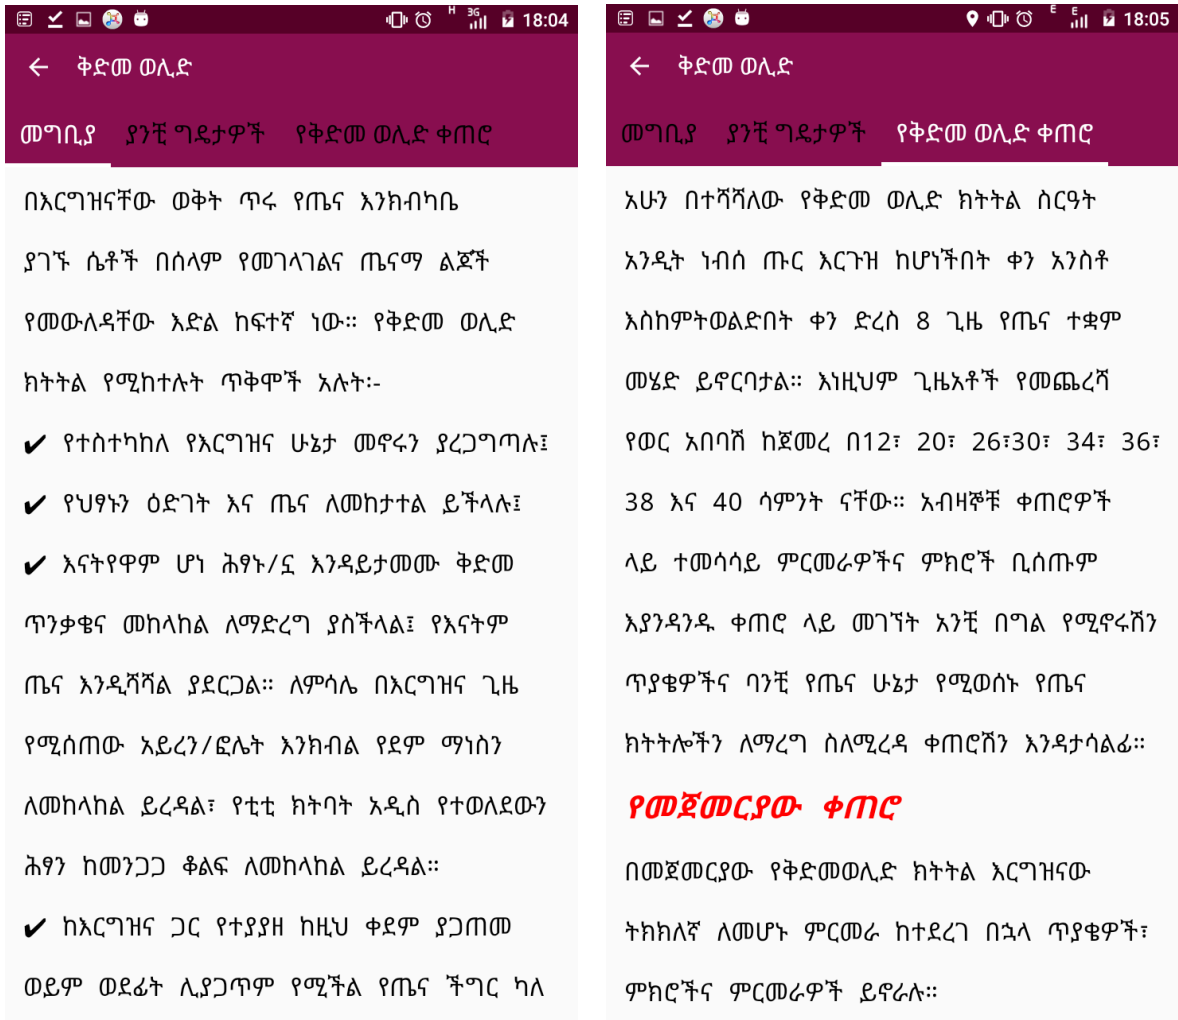 H 3G 18:04
ቅድመ ወሊድ
መግቢያ ያንቺ ግዴታዎች የቅድመ ወሊድ ቀጠሮ
በእርግዝናቸው ወቅት ጥሩ የጤና እንክብካቤ
ያገኙ ሴቶች በሰላም የመገላገልና ጤናማ ልጆች
የመውለዳቸው እድል ከፍተኛ ነው። የቅድመ ወሊድ
ክትትል የሚከተሉት ጥቅሞች አሉት፡-
✔ የተስተካከለ የእርግዝና ሁኔታ መኖሩን ያረጋግጣሉ፤
✔ የህፃኑን ዕድገት እና ጤና ለመከታተል ይችላሉ፤
✔ እናትየዋም ሆነ ሕፃኑ/ኗ እንዳይታመሙ ቅድመ
ጥንቃቄና መከላከል ለማድረግ ያስችላል፤ የእናትም
ጤና እንዲሻሻል ያደርጋል። ለምሳሌ በእርግዝና ጊዜ
የሚሰጠው አይረን/ፎሌት እንክብል የደም ማነስን
ለመከላከል ይረዳል፣ የቲቲ ክትባት አዲስ የተወለደውን
ሕፃን ከመንጋጋ ቆልፍ ለመከላከል ይረዳል።
✔ ከእርግዝና ጋር የተያያዘ ከዚህ ቀደም ያጋጠመ
ወይም ወደፊት ሊያጋጥም የሚችል የጤና ችግር ካለ
E E 18:05
ቅድመ ወሊድ
መግቢያ ያንቺ ግዴታዎች የቅድመ ወሊድ ቀጠሮ
አሁን በተሻሻለው የቅድመ ወሊድ ክትትል ስርዓት
አንዲት ነብሰ ጡር እርጉዝ ከሆነችበት ቀን አንስቶ
እስከምትወልድበት ቀን ድረስ 8 ጊዜ የጤና ተቋም
መሄድ ይኖርባታል። እነዚህም ጊዜአቶች የመጨረሻ
የወር አበባሽ ከጀመረ በ12፣ 20፣ 26፣30፣ 34፣ 36፣
38 እና 40 ሳምንት ናቸው። አብዛኞቹ ቀጠሮዎች
ላይ ተመሳሳይ ምርመራዎችና ምክሮች ቢሰጡም
እያንዳንዱ ቀጠሮ ላይ መገኘት አንቺ በግል የሚኖሩሽን
ጥያቄዎችና ባንቺ የጤና ሁኔታ የሚወሰኑ የጤና
ክትትሎችን ለማረግ ስለሚረዳ ቀጠሮሽን እንዳታሳልፊ።
የመጀመርያው ቀጠሮ
በመጀመርያው የቅድመወሊድ ክትትል እርግዝናው
ትክክለኛ ለመሆኑ ምርመራ ከተደረገ በኋላ ጥያቄዎች፣
ምክሮችና ምርመራዎች ይኖራሉ።